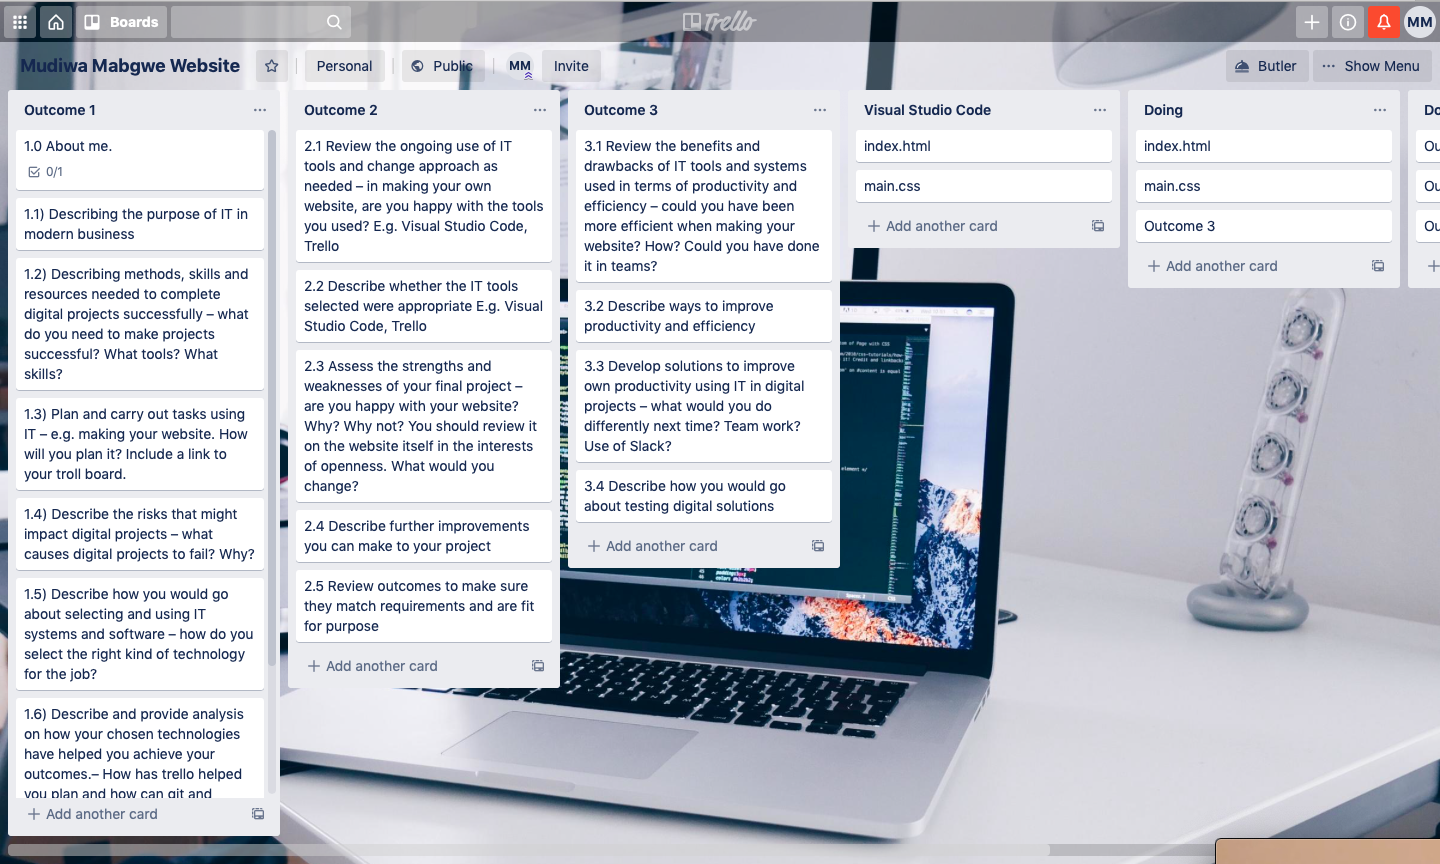 Boards
Trello
MM
Mudiwa Mabgwe Website
Personal
Public
MM
Invite
Butler
Show Menu
Outcome 1
1.0 About me.
0/1
1.1) Describing the purpose of IT in
modern business
1.2) Describing methods, skills and
resources needed to complete
digital projects successfully – what
do you need to make projects
successful? What tools? What
skills?
1.3) Plan and carry out tasks using
IT – e.g. making your website. How
will you plan it? Include a link to
your troll board.
1.4) Describe the risks that might
impact digital projects – what
causes digital projects to fail? Why?
1.5) Describe how you would go
about selecting and using IT
systems and software – how do you
select the right kind of technology
for the job?
1.6) Describe and provide analysis
on how your chosen technologies
have helped you achieve your
outcomes.– How has trello helped
you plan and how can git and
Add another card
Outcome 2
2.1 Review the ongoing use of IT
tools and change approach as
needed – in making your own
website, are you happy with the tools
you used? E.g. Visual Studio Code,
Trello
2.2 Describe whether the IT tools
selected were appropriate E.g. Visual
Studio Code, Trello
2.3 Assess the strengths and
weaknesses of your final project –
are you happy with your website?
Why? Why not? You should review it
on the website itself in the interests
of openness. What would you
change?
2.4 Describe further improvements
you can make to your project
2.5 Review outcomes to make sure
they match requirements and are fit
for purpose
Add another card
Outcome 3
3.1 Review the benefits and
drawbacks of IT tools and systems
used in terms of productivity and
efficiency – could you have been
more efficient when making your
website? How? Could you have done
it in teams?
3.2 Describe ways to improve
productivity and efficiency
3.3 Develop solutions to improve
own productivity using IT in digital
projects – what would you do
differently next time? Team work?
Use of Slack?
3.4 Describe how you would go
about testing digital solutions
Add another card
Visual Studio Code
index.html
main.css
Add another card
Doing
index.html
main.css
Outcome 3
Add another card
Do
Ou
Ou
Ou